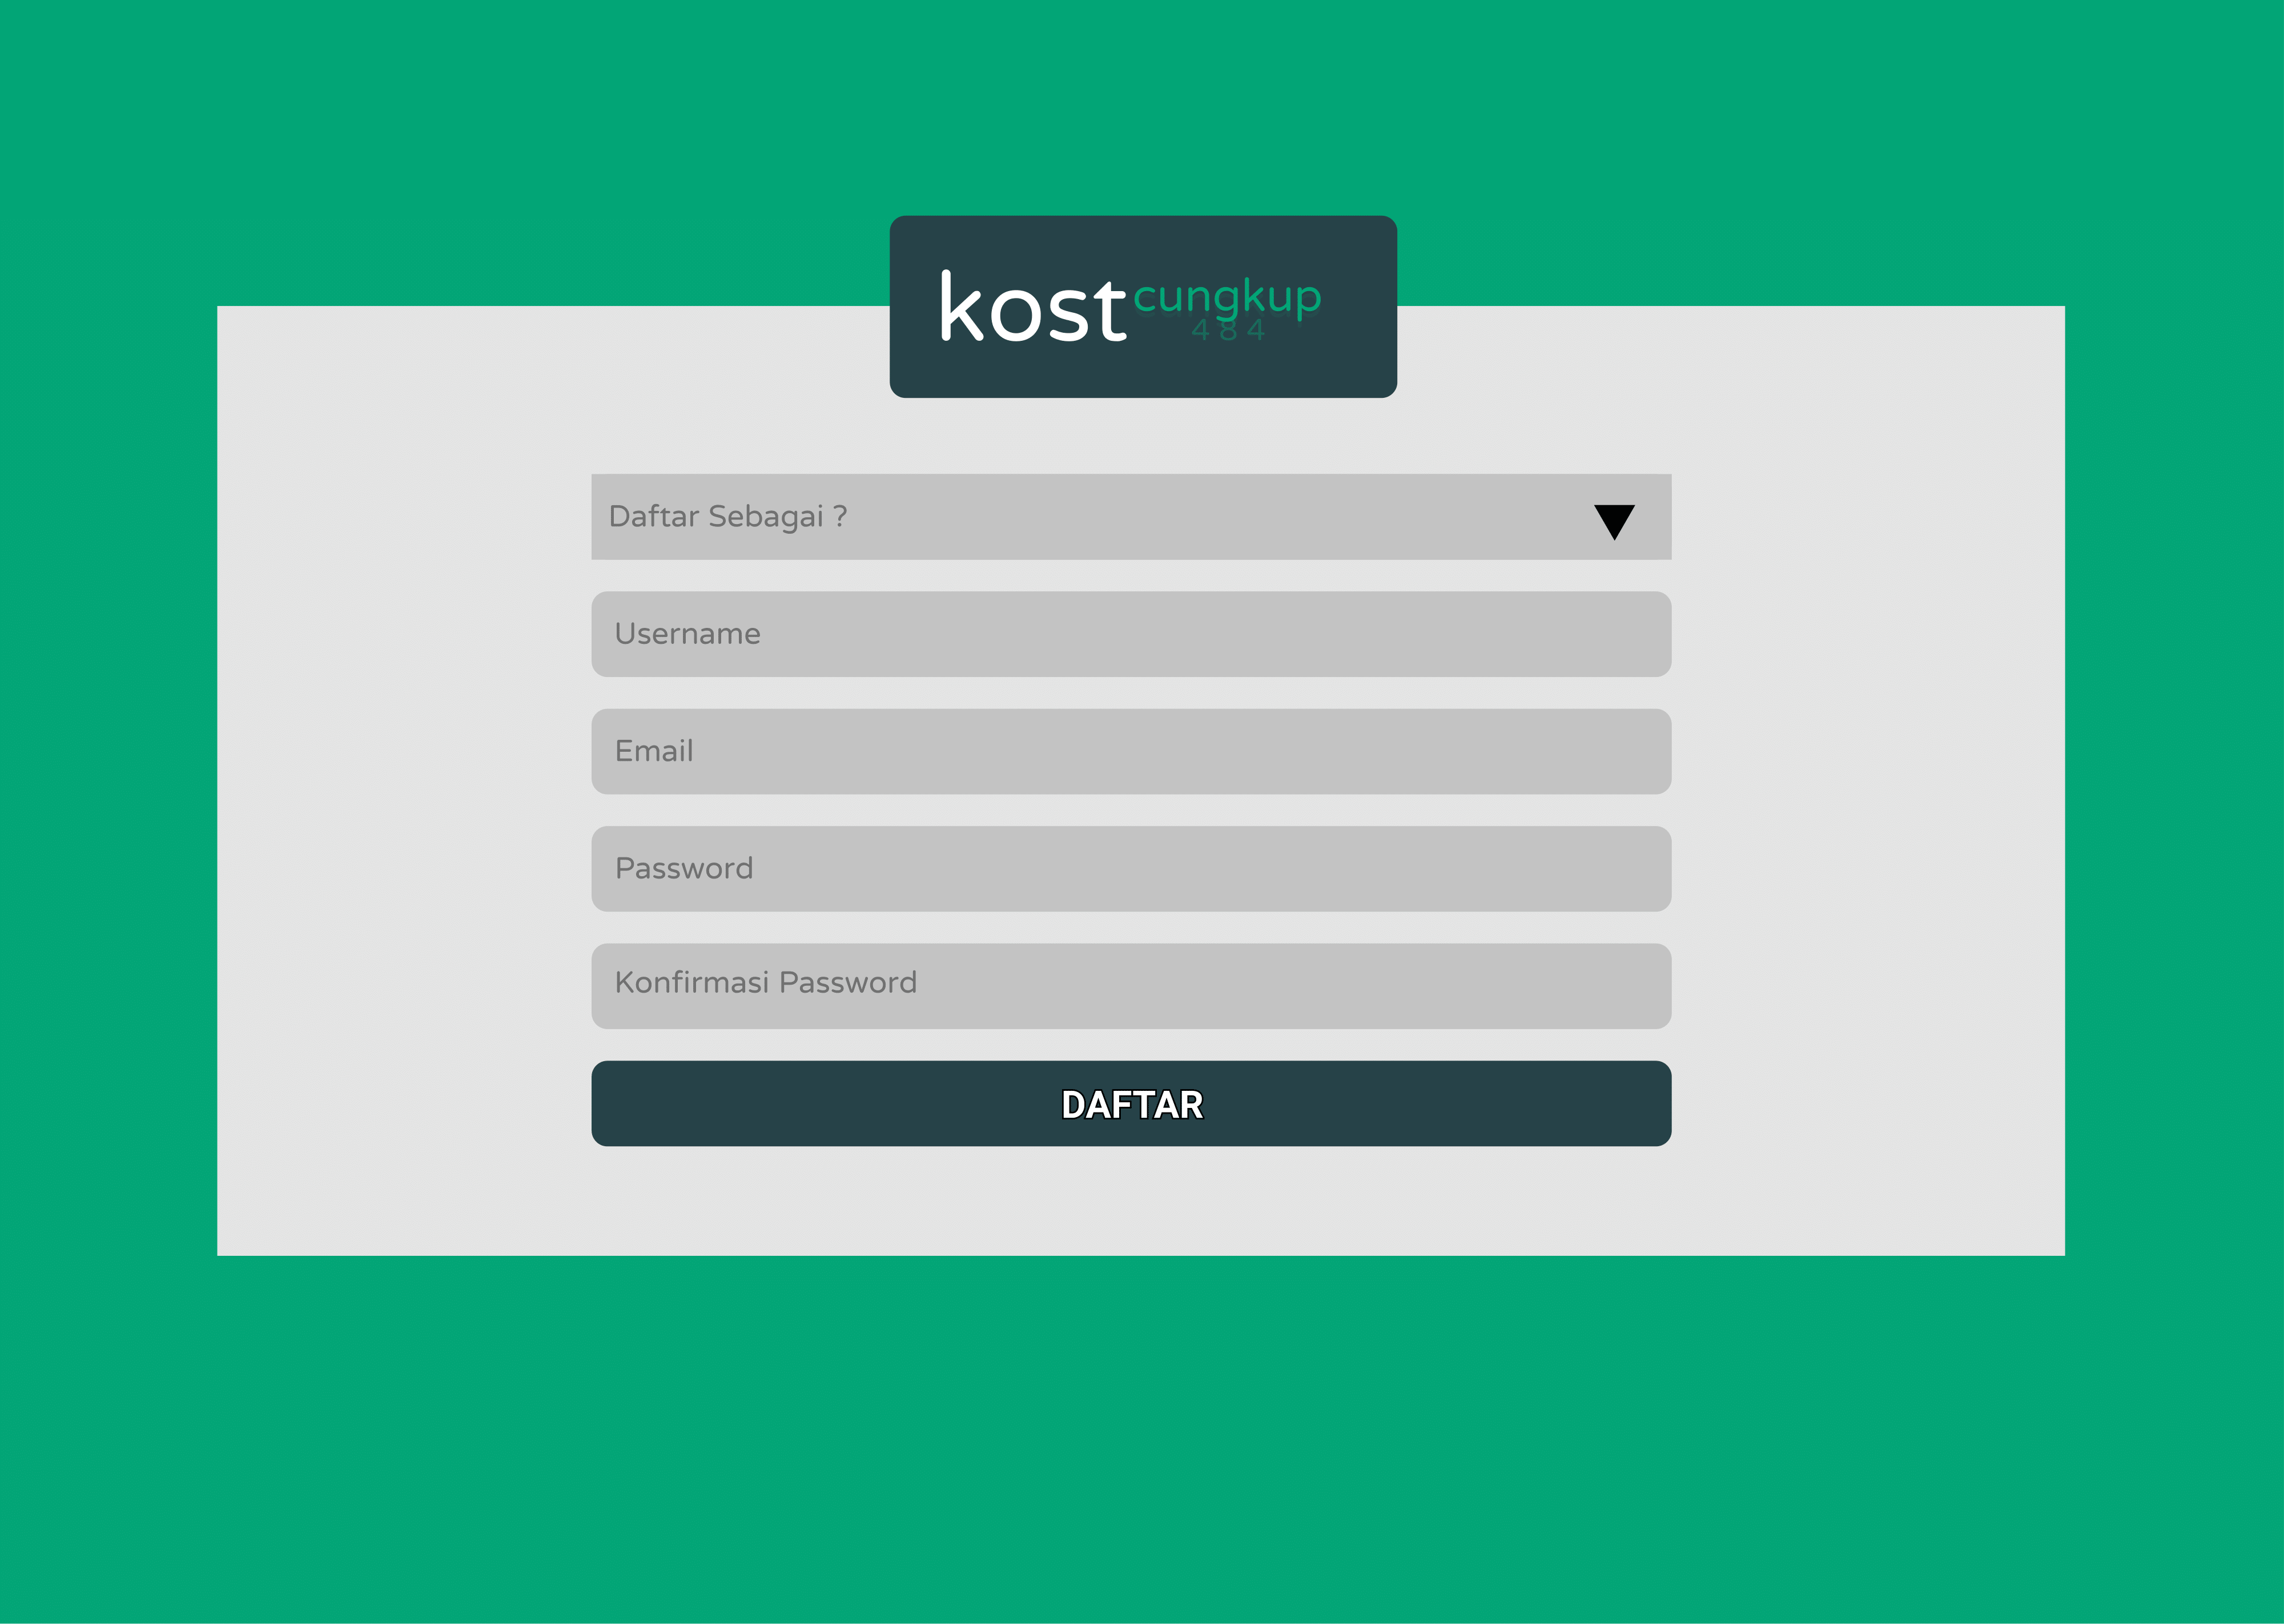 kost cungkup
484
Daftar Sebagai ?
Username
Email
Password
Konfirmasi Password
DAFTAR